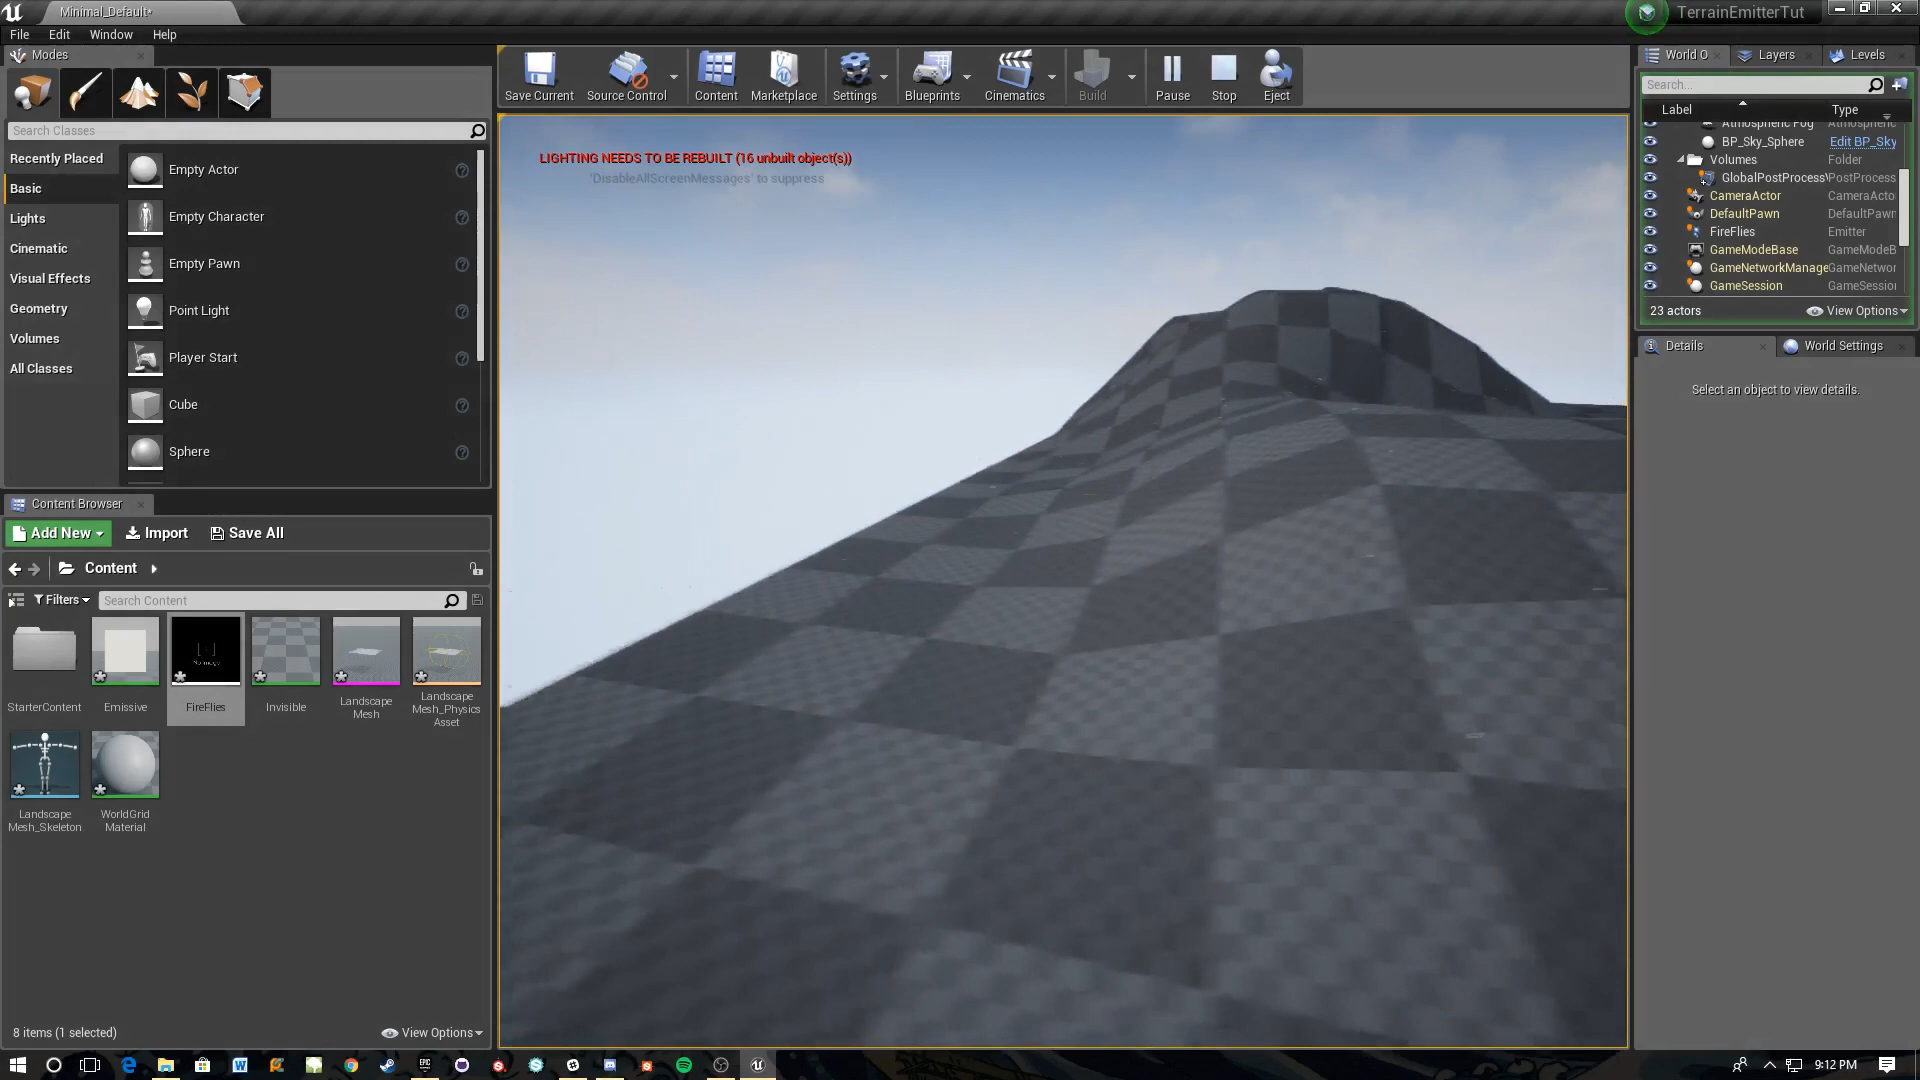 Minimal_Default*
TerrainEmitterTut
File Edit Window Help
Modes
Search Classes
Recently Placed
Basic
Lights
Cinematic
Visual Effects
Geometry
Volumes
All Classes
Empty Actor
Empty Character
Empty Pawn
Point Light
Player Start
Cube
Sphere
Content Browser
Add New Import Save All
Content
Filters Search Content
StarterContent
Emissive
FireFlies
Invisible
Landscape
Mesh
Landscape
Mesh_Physics
Asset
Landscape
Mesh_Skeleton
WorldGrid
Material
8 items (1 selected) View Options
Save Current Source Control Content Marketplace Settings Blueprints Cinematics Build Pause Stop Eject
LIGHTING NEEDS TO BE REBUILT (16 unbuilt object(s))
'DisableAllScreenMessages' to suppress
World O Layers Levels
Search...
Label Type
Atmospheric Fog Atmospheric
BP_Sky_Sphere Edit BP_Sky
Volumes Folder
GlobalPostProcessV PostProcess
CameraActor CameraActo
DefaultPawn DefaultPawn
FireFlies Emitter
GameModeBase GameModeB
GameNetworkManage GameNetwor
GameSession GameSession
23 actors View Options
Details World Settings
Select an object to view details.
9:12 PM